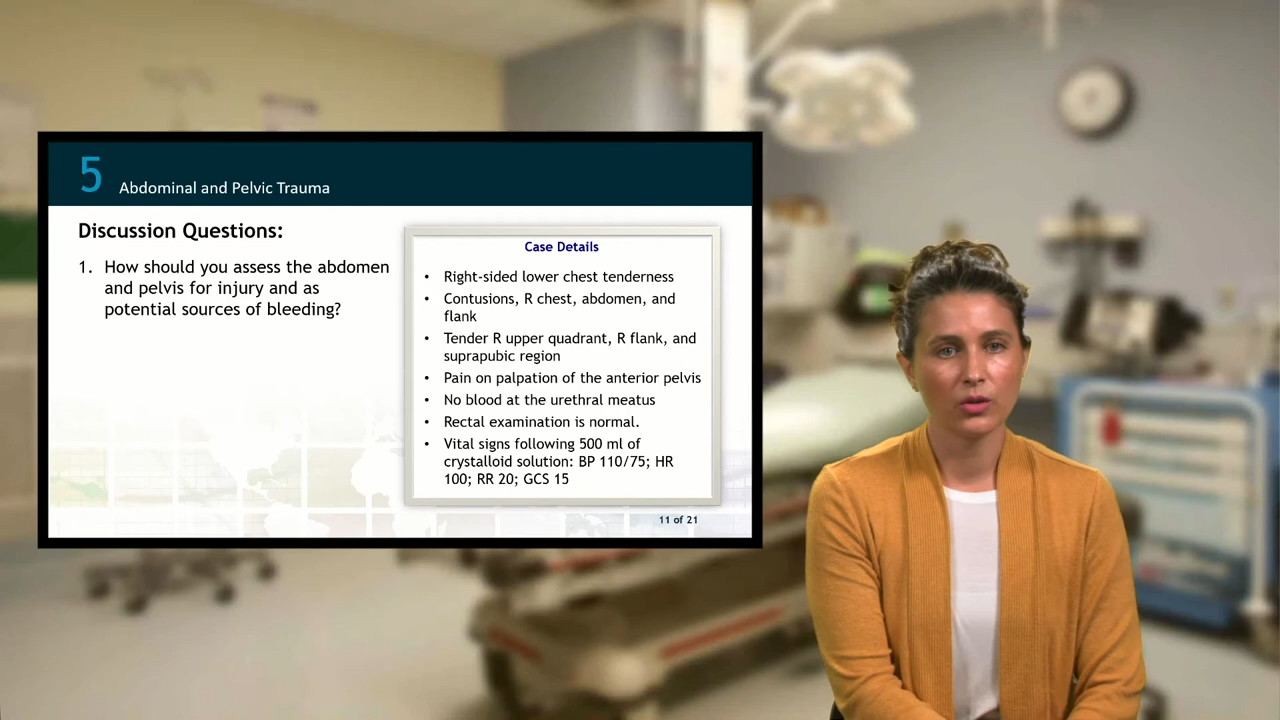 5 Abdominal and Pelvic Trauma
Discussion Questions:
1. How should you assess the abdomen
and pelvis for injury and as
potential sources of bleeding?
Case Details
• Right-sided lower chest tenderness
• Contusions, R chest, abdomen, and
flank
• Tender R upper quadrant, R flank, and
suprapubic region
• Pain on palpation of the anterior pelvis
• No blood at the urethral meatus
• Rectal examination is normal.
• Vital signs following 500 ml of
crystalloid solution: BP 110/75; HR
100; RR 20; GCS 15
11 of 21